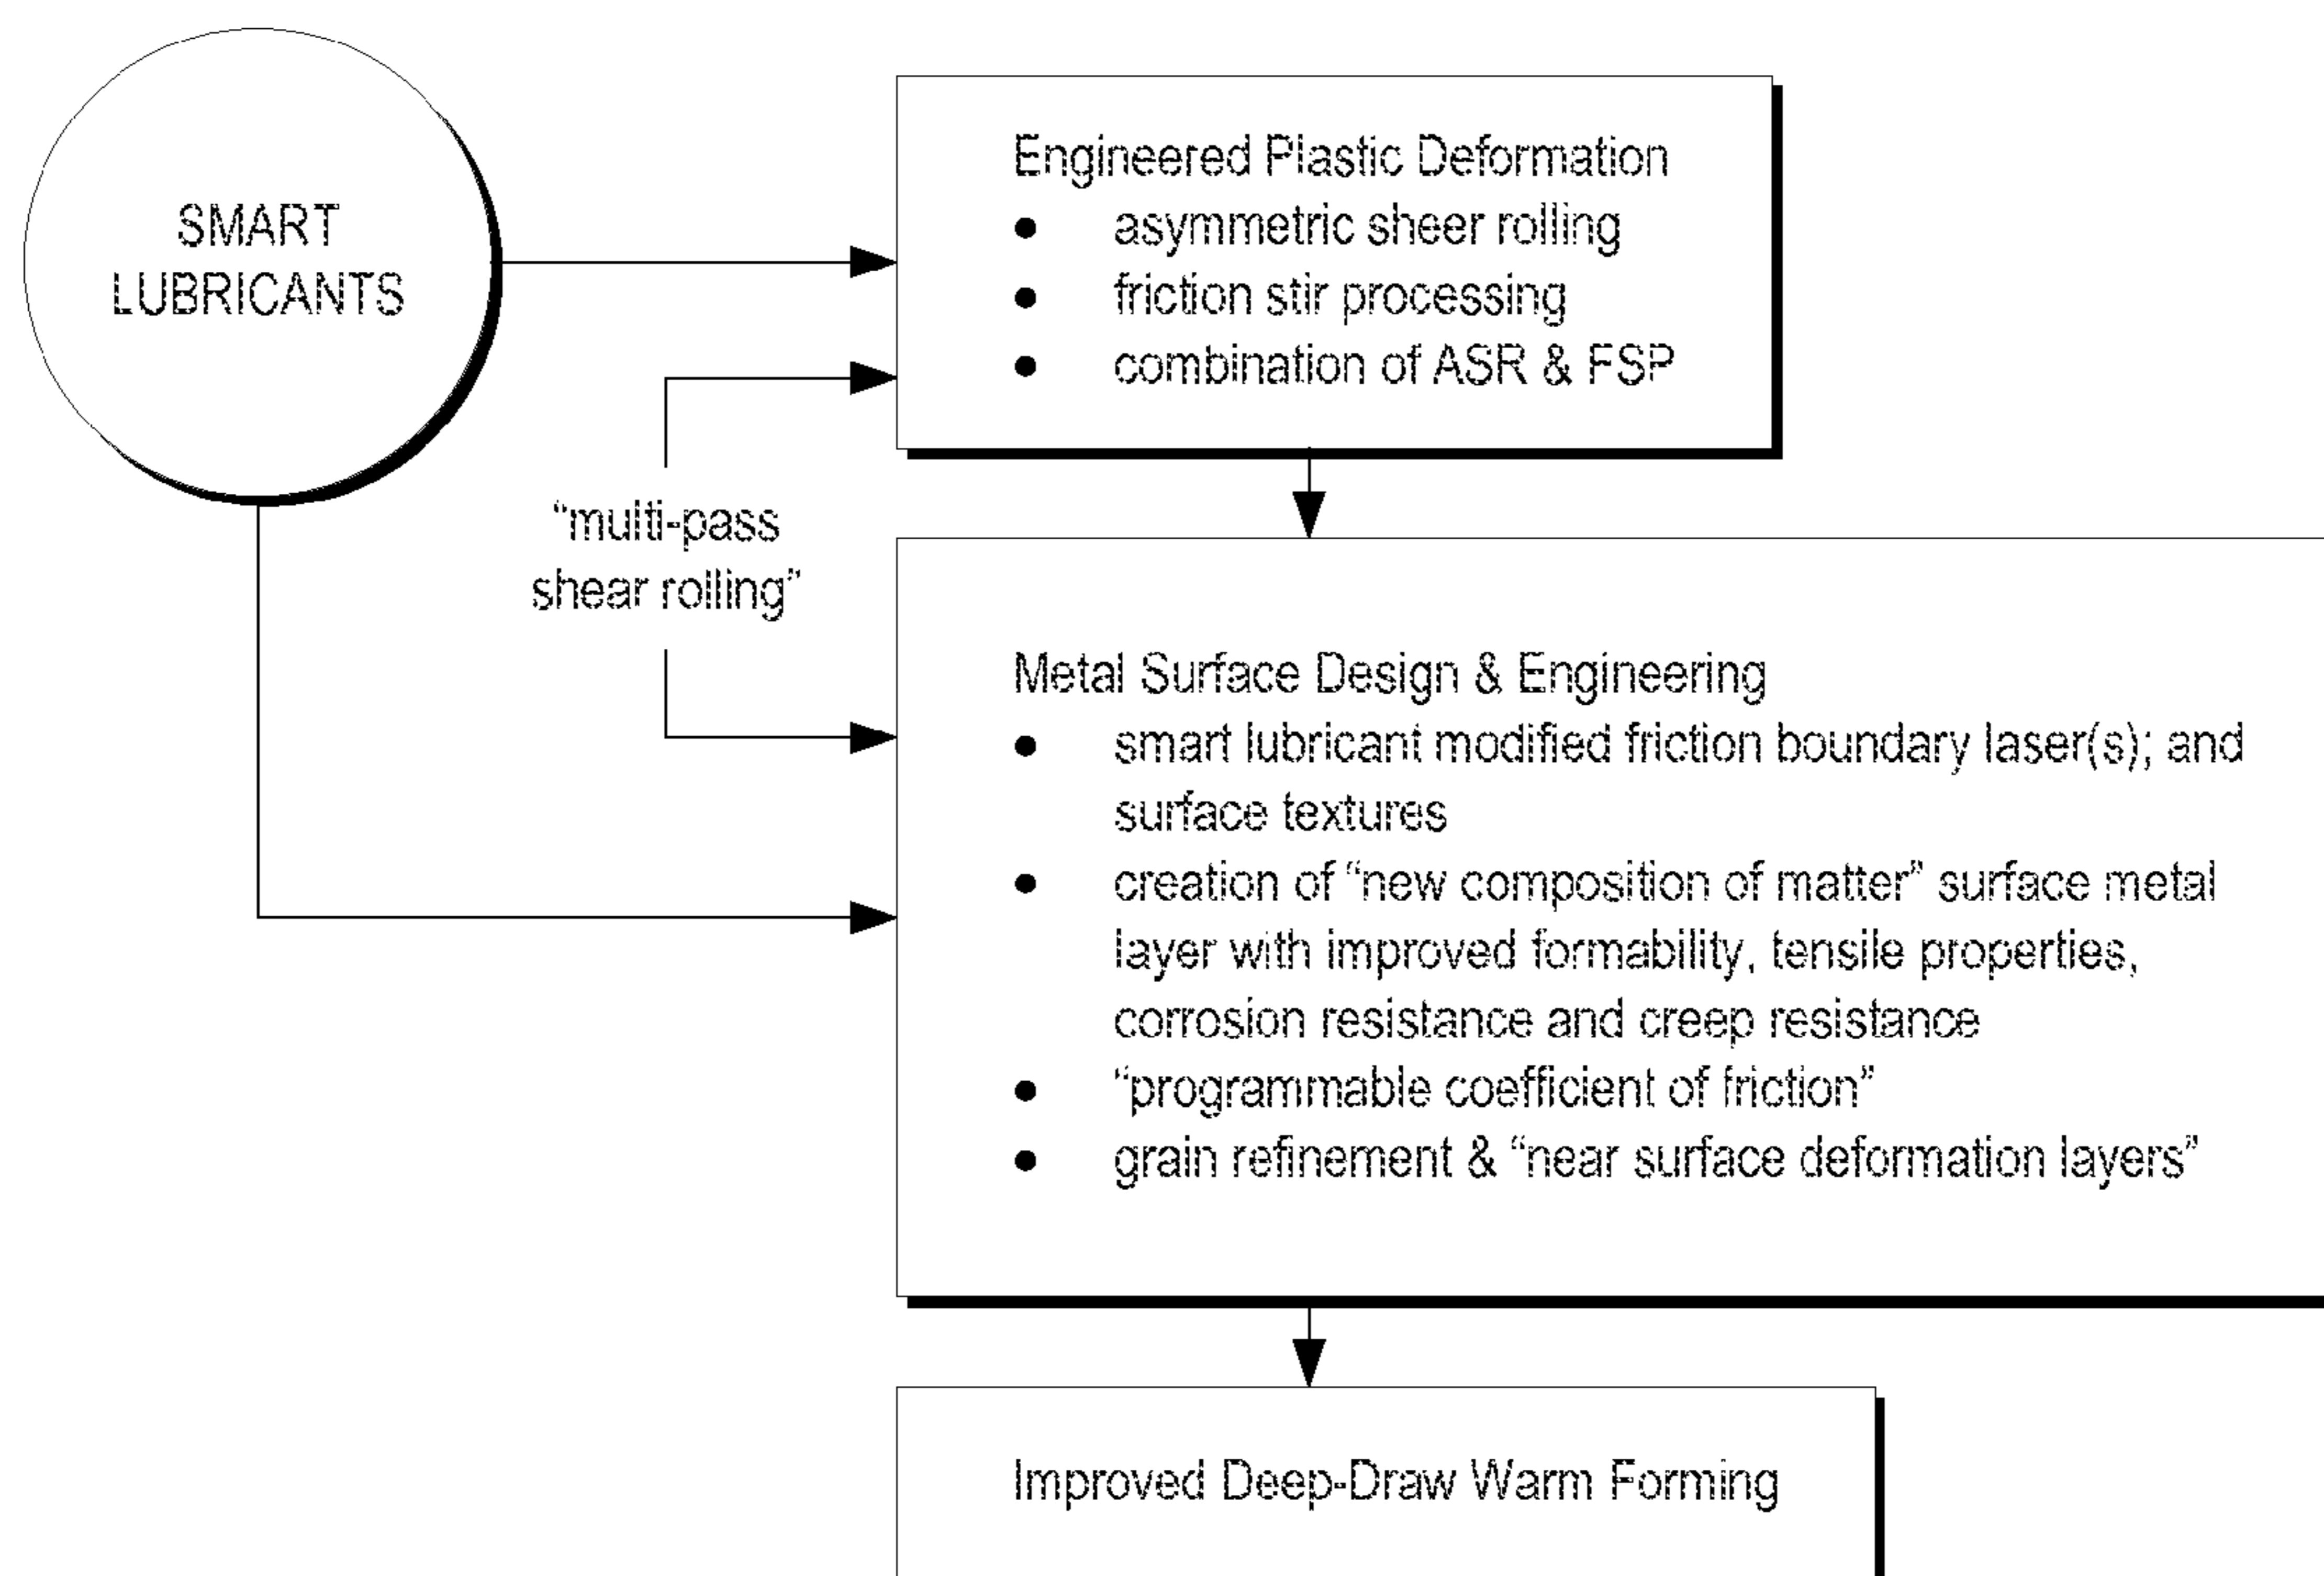 SMART
LUBRICANTS
Engineered Plastic Deformation
• asymmetric sheer rolling
• friction stir processing
• combination of ASR & FSP
“multi-pass
shear rolling”
Metal Surface Design & Engineering
• smart lubricant modified friction boundary laser(s); and
surface textures
• creation of “new composition of matter” surface metal
layer with improved formability, tensile properties,
corrosion resistance and creep resistance
• “programmable coefficient of friction”
• grain refinement & “near surface deformation layers”
Improved Deep-Draw Warm Forming